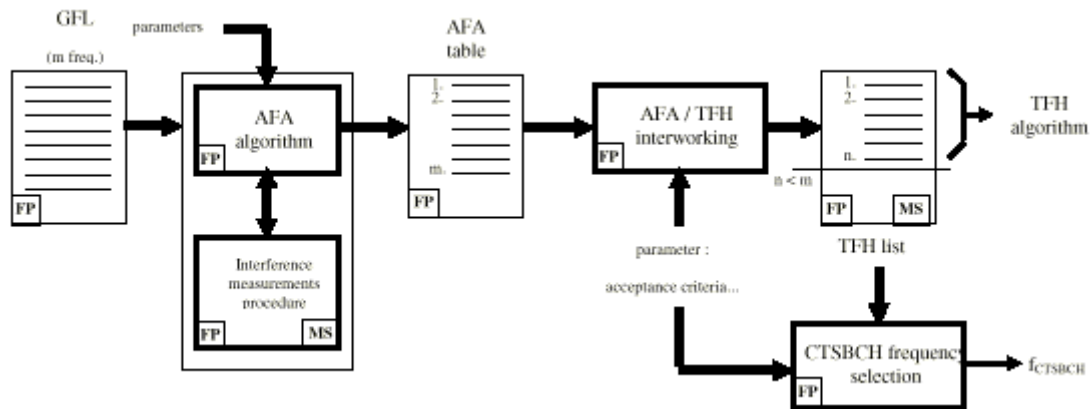 GFL
(m freq.)
parameters
AFA
table
AFA
algorithm
FP
Interference
measurements
procedure
FP
MS
FP
1.
2.
m.
FP
AFA / TFH
interworking
FP
1.
2.
n.
n < m
FP
MS
TFH
algorithm
TFH list
parameter :
acceptance criteria...
CTSBCH frequency
selection
FP
fCTSBCH